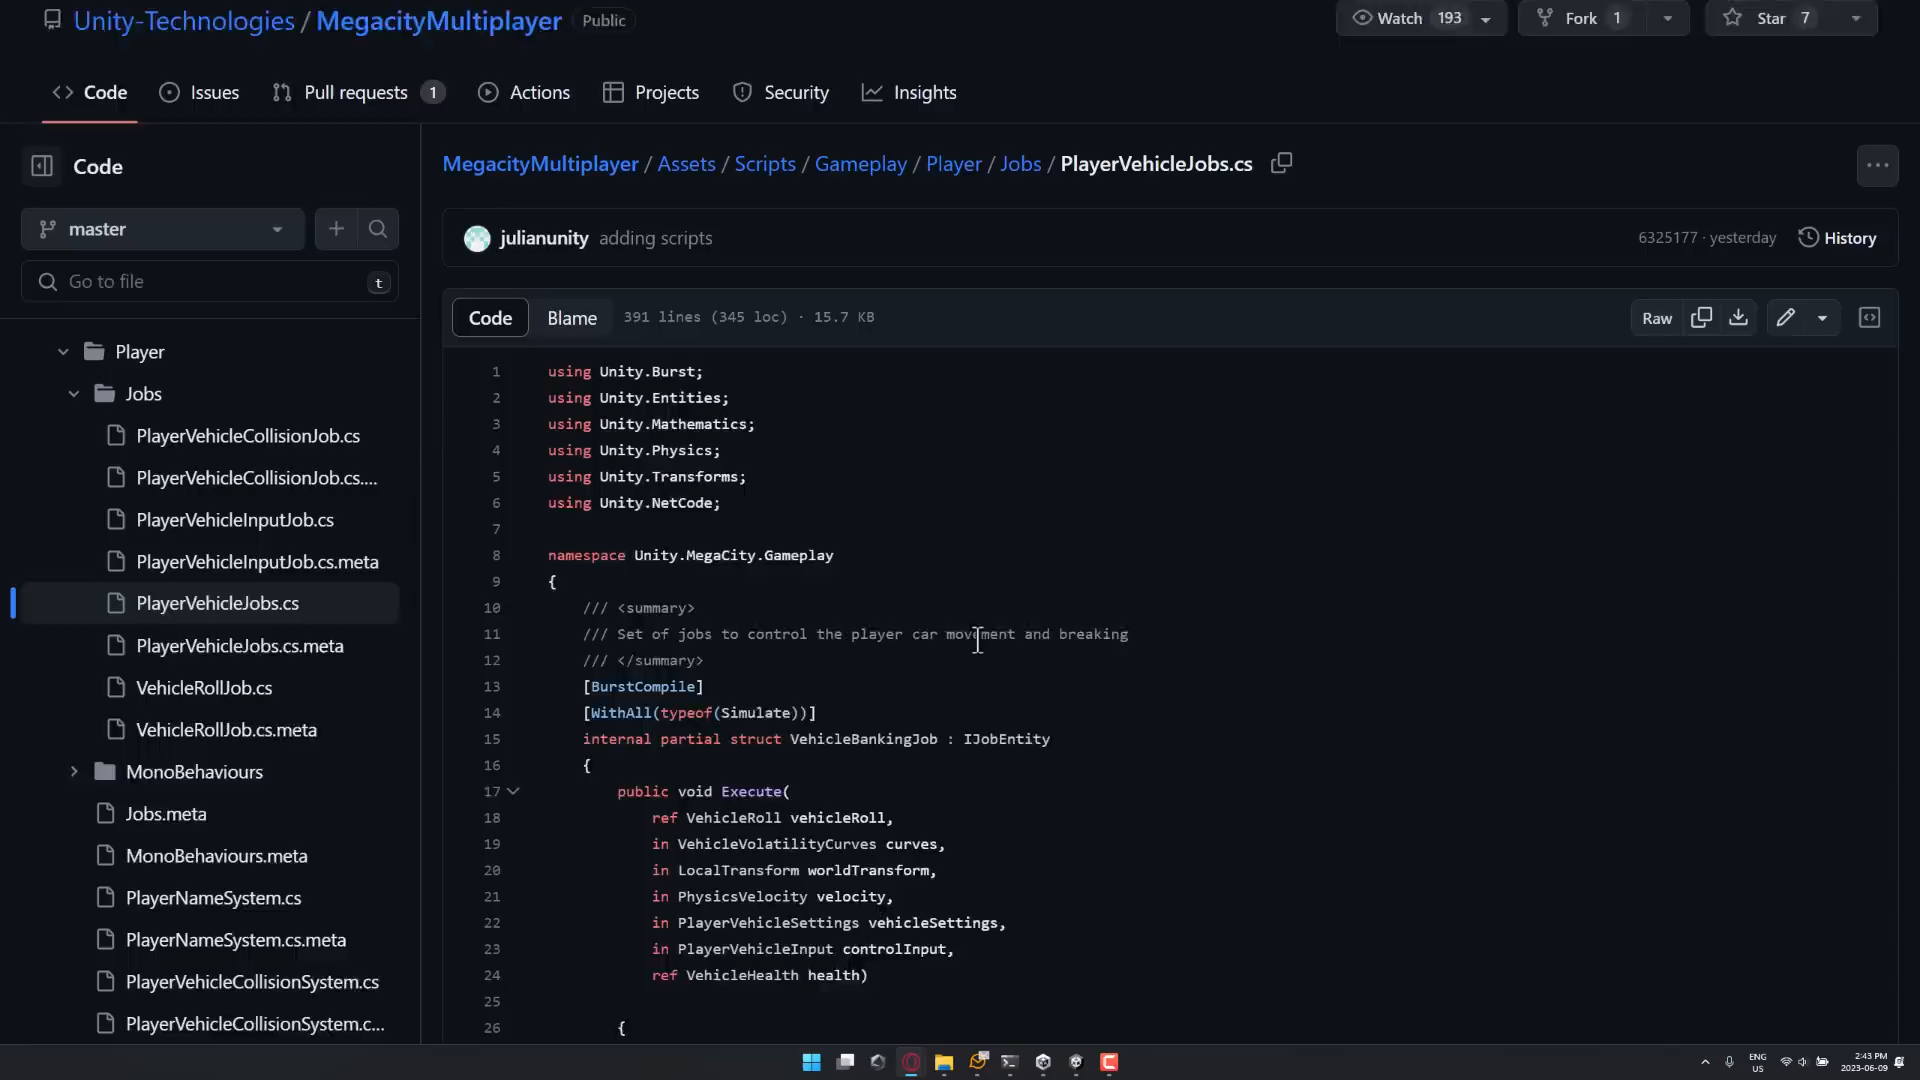 Unity-Technologies / MegacityMultiplayer Public
Watch 193 Fork 1 Star 7
Code Issues Pull requests 1 Actions Projects Security Insights
Code
master
Go to file t
Player
Jobs
PlayerVehicleCollisionJob.cs
PlayerVehicleCollisionJob.cs....
PlayerVehicleInputJob.cs
PlayerVehicleInputJob.cs.meta
PlayerVehicleJobs.cs
PlayerVehicleJobs.cs.meta
VehicleRollJob.cs
VehicleRollJob.cs.meta
MonoBehaviours
Jobs.meta
MonoBehaviours.meta
PlayerNameSystem.cs
PlayerNameSystem.cs.meta
PlayerVehicleCollisionSystem.cs
PlayerVehicleCollisionSystem.c...
MegacityMultiplayer / Assets / Scripts / Gameplay / Player / Jobs / PlayerVehicleJobs.cs
julianunity adding scripts 6325177 · yesterday History
Code Blame 391 lines (345 loc) · 15.7 KB Raw
1 using Unity.Burst;
2 using Unity.Entities;
3 using Unity.Mathematics;
4 using Unity.Physics;
5 using Unity.Transforms;
6 using Unity.NetCode;
7
8 namespace Unity.MegaCity.Gameplay
9 {
10 /// <summary>
11 /// Set of jobs to control the player car movement and breaking
12 /// </summary>
13 [BurstCompile]
14 [WithAll(typeof(Simulate))]
15 internal partial struct VehicleBankingJob : IJobEntity
16 {
17 public void Execute(
18 ref VehicleRoll vehicleRoll,
19 in VehicleVolatilityCurves curves,
20 in LocalTransform worldTransform,
21 in PhysicsVelocity velocity,
22 in PlayerVehicleSettings vehicleSettings,
23 in PlayerVehicleInput controlInput,
24 ref VehicleHealth health)
25
26 {
ENG
US
2:43 PM
2023-06-09